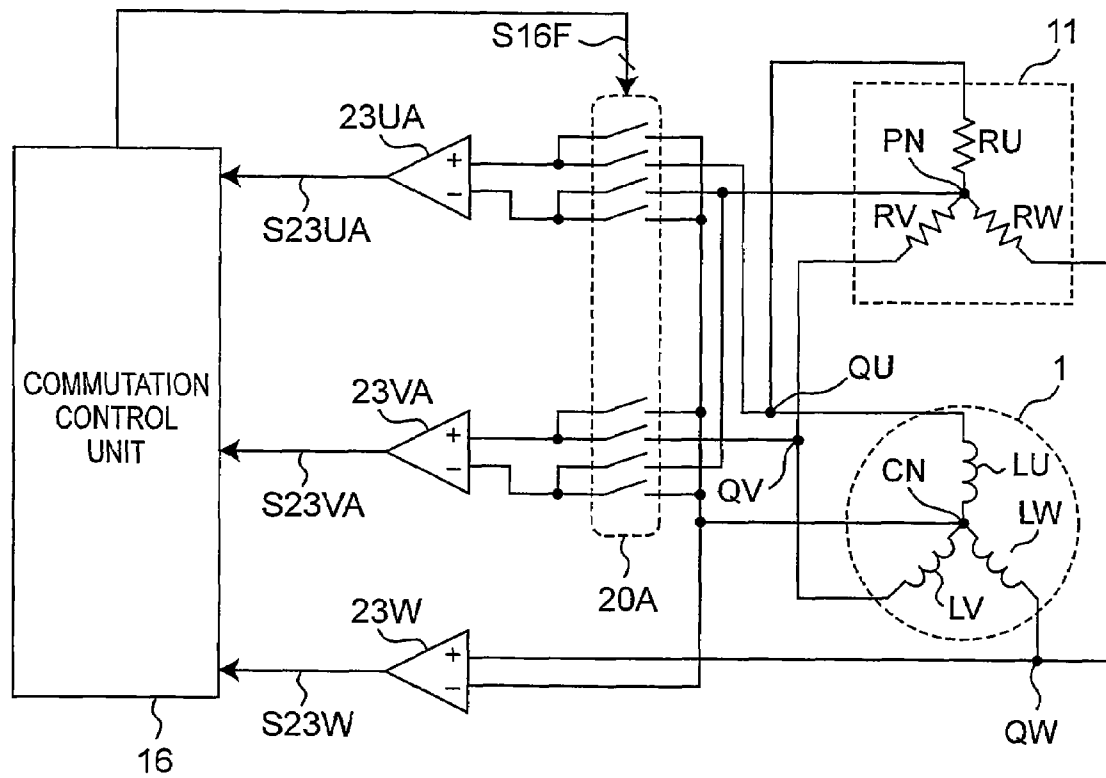 S16F
11
23UA
+
−
S23UA
PN
RU
RV
RW
COMMUTATION
CONTROL
UNIT
23VA
+
−
S23VA
QU
1
QV
CN
LU
LW
LV
20A
23W
+
−
S23W
QW
16